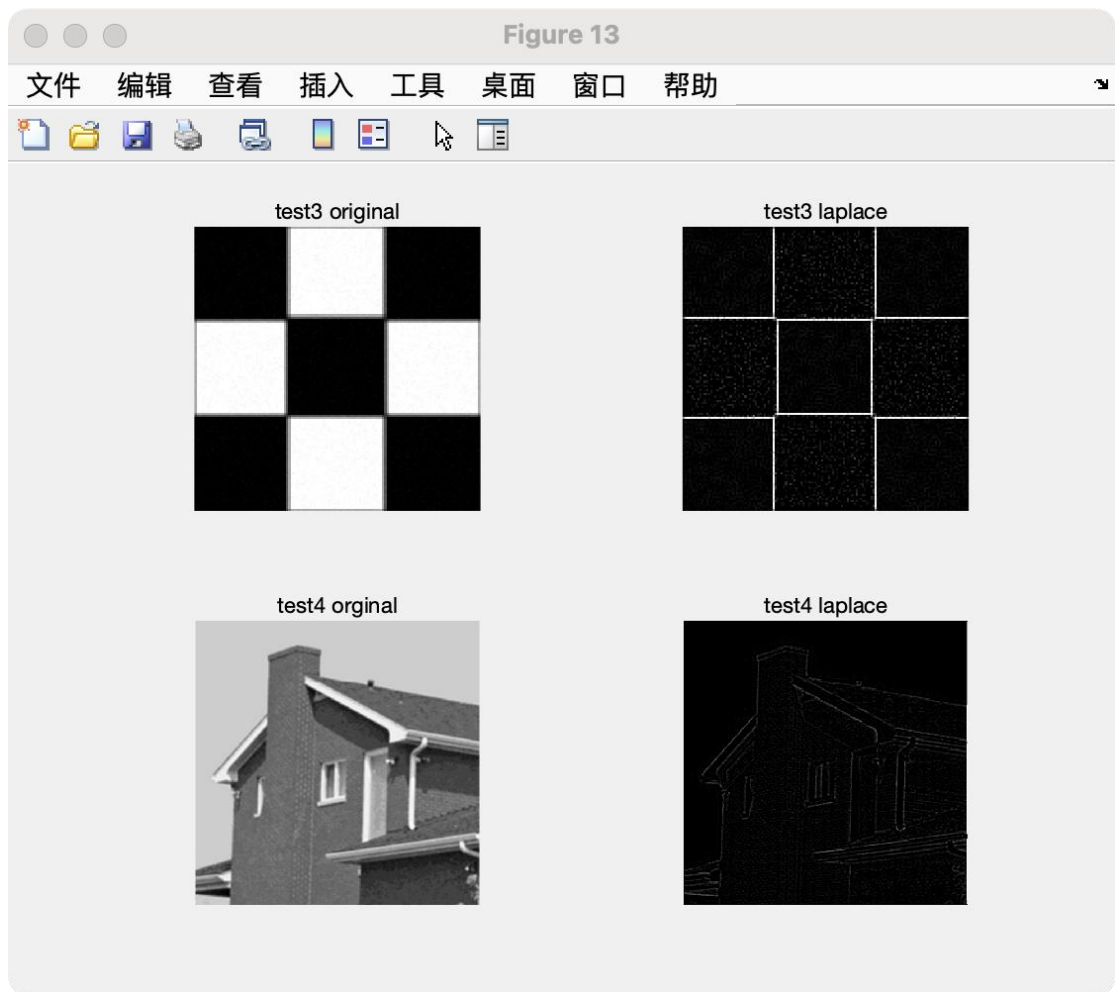 Figure 13
文件 编辑 查看 插入 工具 桌面 窗口 帮助
test3 original
test3 laplace
test4 orginal
test4 laplace